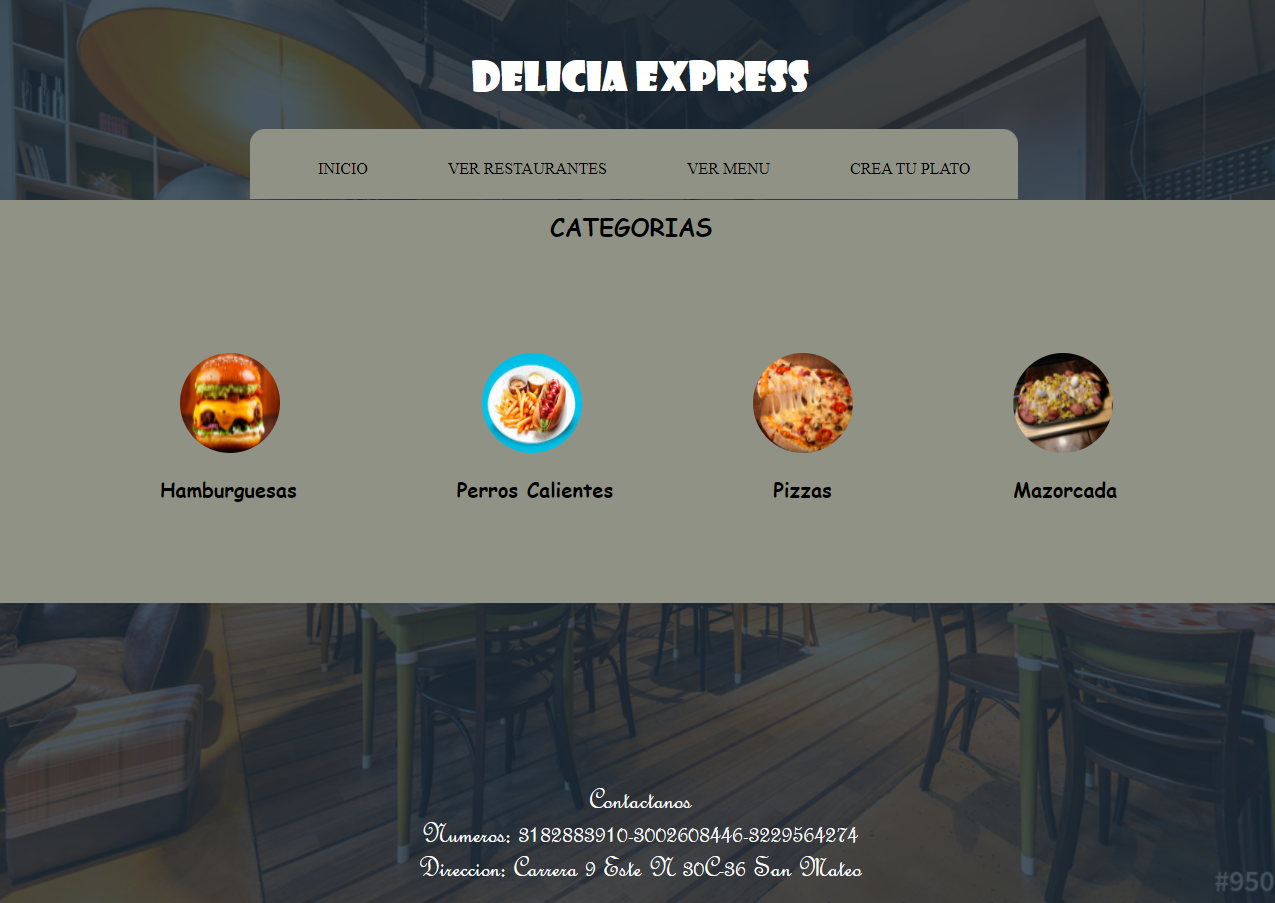 DELICIA EXPRESS
INICIO VER RESTAURANTES VER MENU CREA TU PLATO
CATEGORIAS
Hamburguesas Perros Calientes Pizzas Mazorcada
Contactanos
Numeros: 3182883910-3002608446-3229564274
Direccion: Carrera 9 Este N 30C-36 San Mateo
#950